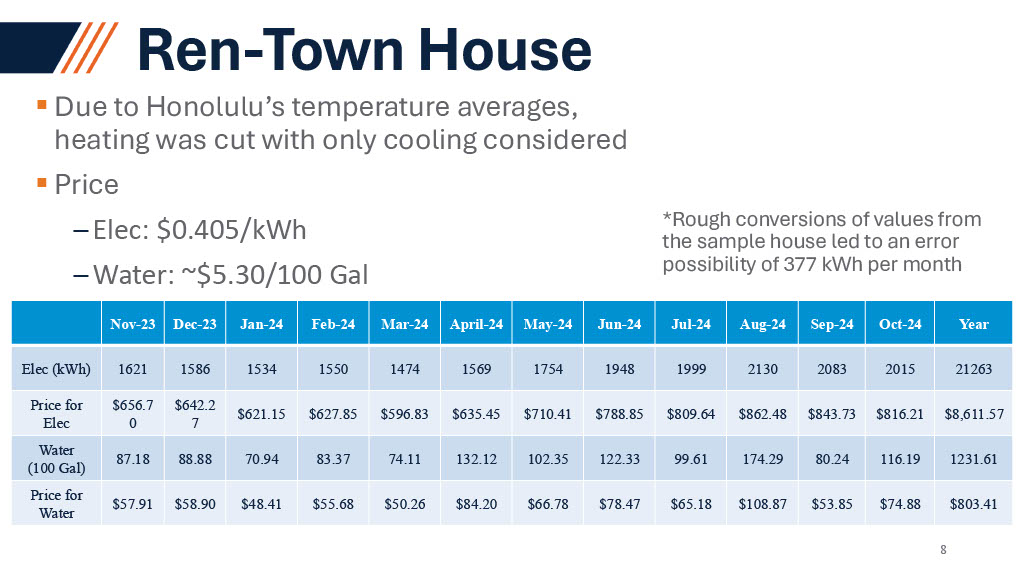 Ren-Town House
▪ Due to Honolulu’s temperature averages,
heating was cut with only cooling considered
▪ Price
– Elec: $0.405/kWh
– Water: ~$5.30/100 Gal
*Rough conversions of values from
the sample house led to an error
possibility of 377 kWh per month
Nov-23 Dec-23 Jan-24 Feb-24 Mar-24 April-24 May-24 Jun-24 Jul-24 Aug-24 Sep-24 Oct-24 Year
Elec (kWh) 1621 1586 1534 1550 1474 1569 1754 1948 1999 2130 2083 2015 21263
Price for Elec $656.70 $642.27 $621.15 $627.85 $596.83 $635.45 $710.41 $788.85 $809.64 $862.48 $843.73 $816.21 $8,611.57
Water (100 Gal) 87.18 88.88 70.94 83.37 74.11 132.12 102.35 122.33 99.61 174.29 80.24 116.19 1231.61
Price for Water $57.91 $58.90 $48.41 $55.68 $50.26 $84.20 $66.78 $78.47 $65.18 $108.87 $53.85 $74.88 $803.41
8